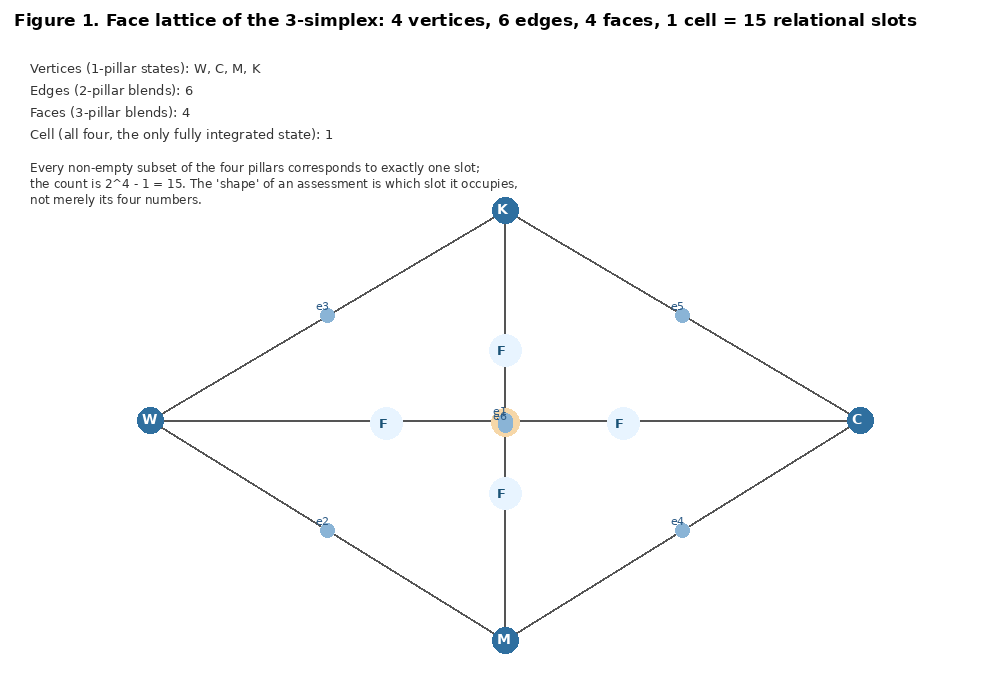 Figure 1. Face lattice of the 3-simplex: 4 vertices, 6 edges, 4 faces, 1 cell = 15 relational slots
Vertices (1-pillar states): W, C, M, K
Edges (2-pillar blends): 6
Faces (3-pillar blends): 4
Cell (all four, the only fully integrated state): 1
Every non-empty subset of the four pillars corresponds to exactly one slot;
the count is 2^4 - 1 = 15. The 'shape' of an assessment is which slot it occupies,
not merely its four numbers.
K
e3
e5
F
e1
e6
W
F
F
C
F
e2
e4
M